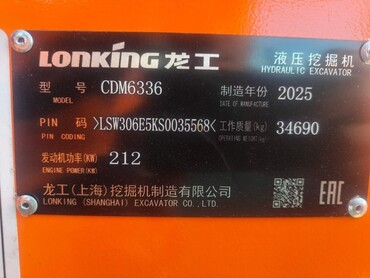 LONKING 龙工
液压挖掘机
HYDRAULIC EXCAVATOR
型 号 CDM6336 制造年份 2025
MODEL DATE OF MANUFACTURE
PIN 码 >LSW306E5KS0035568< 工作质量(kg) 34690
PIN CODING OPERATING WEIGHT(kg)
发动机功率(KW) 212
ENGINE POWER(KW)
龙工(上海)挖掘机制造有限公司
LONKING (SHANGHAI) EXCAVATOR CO.,LTD.
EAC